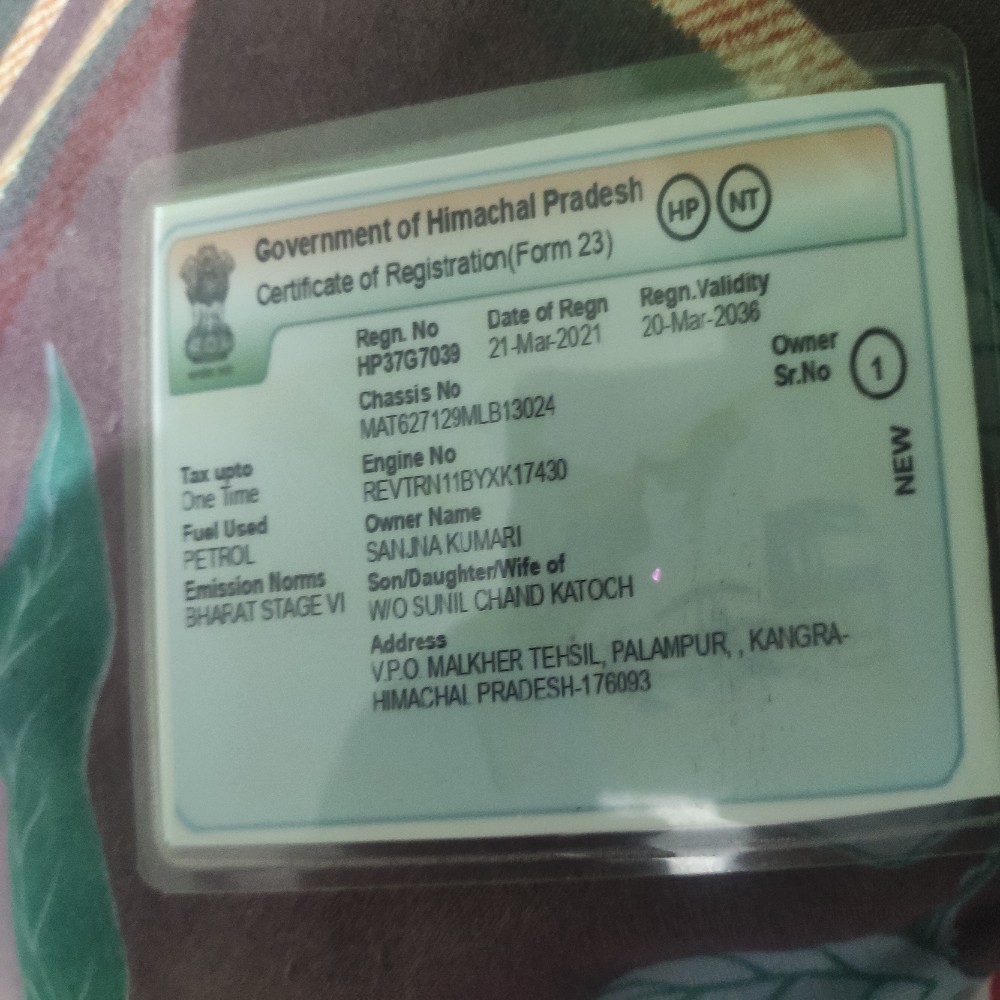 Government of Himachal Pradesh HP NT
Certificate of Registration(Form 23)
Regn. No Date of Regn Regn.Validity
HP37G7039 21-Mar-2021 20-Mar-2036
Owner
Sr.No 1
Chassis No
MAT627129MLB13024
NEW
Tax upto Engine No
One Time REVTRN11BYXK17430
Fuel Used Owner Name
PETROL SANJNA KUMARI
Emission Norms Son/Daughter/Wife of
BHARAT STAGE VI W/O SUNIL CHAND KATOCH
Address
V.P.O. MALKHER TEHSIL, PALAMPUR, , KANGRA-
HIMACHAL PRADESH-176093